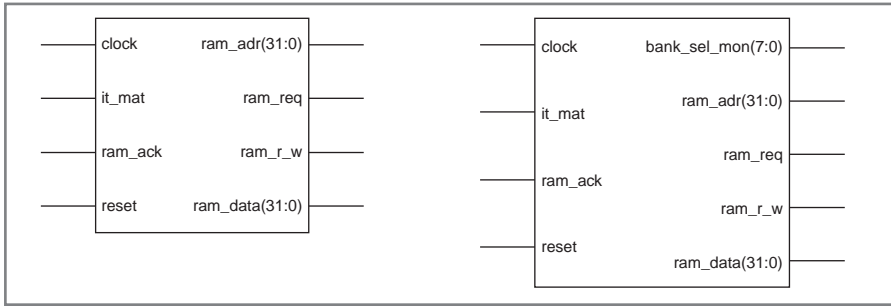 clock ram_adr(31:0)
it_mat ram_req
ram_ack ram_r_w
reset ram_data(31:0)
clock bank_sel_mon(7:0)
ram_adr(31:0)
it_mat
ram_req
ram_ack
ram_r_w
reset
ram_data(31:0)